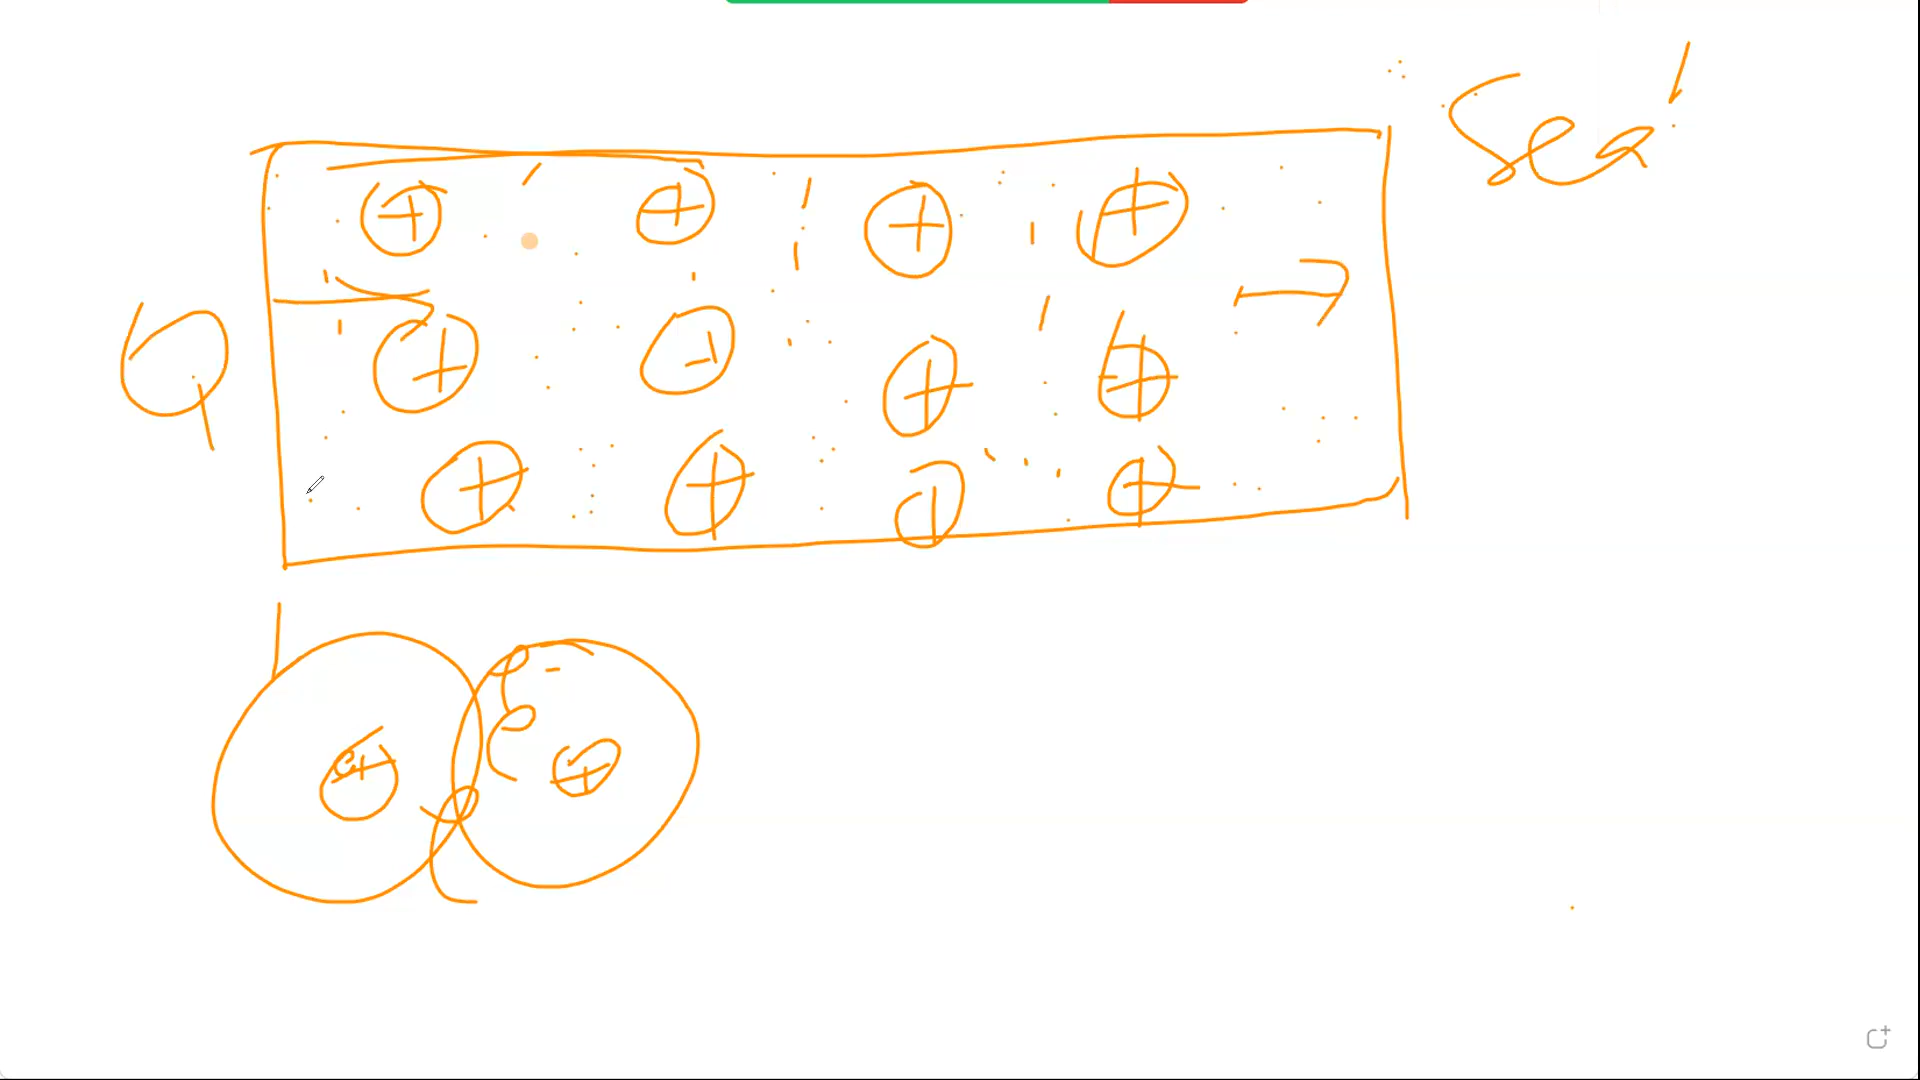 Sea!
Q
+ + + +
+ + + +
+ + + +
+ +